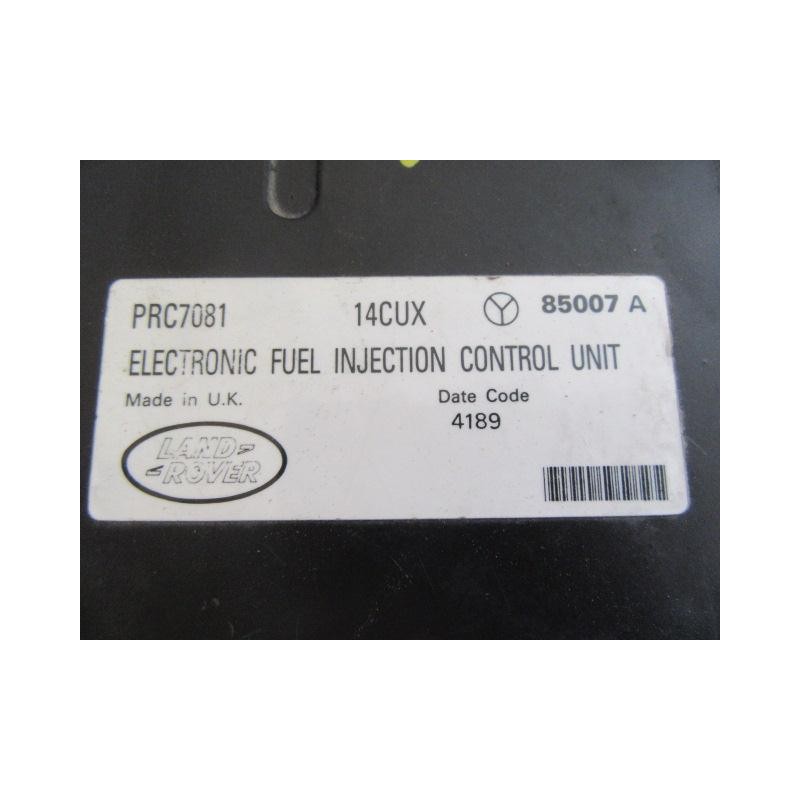 PRC7081 14CUX Y 85007 A
ELECTRONIC FUEL INJECTION CONTROL UNIT
Made in U.K. Date Code
4189
LAND
ROVER